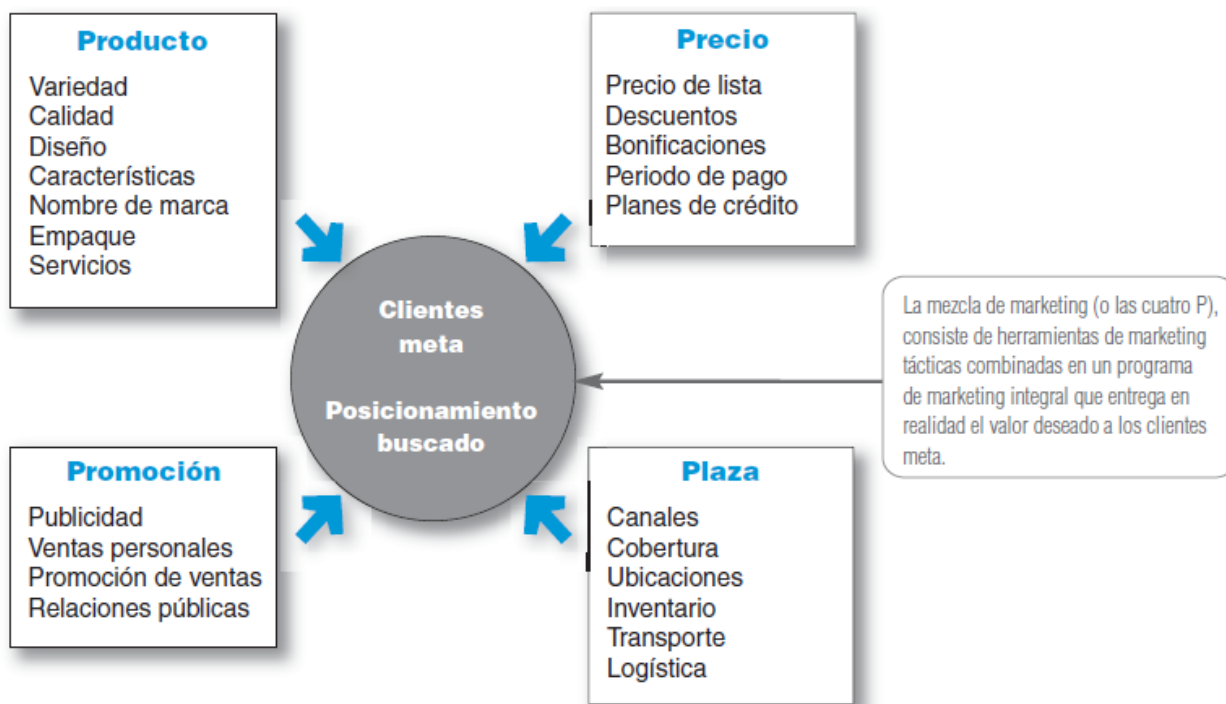 Producto
Variedad
Calidad
Diseño
Características
Nombre de marca
Empaque
Servicios
Precio
Precio de lista
Descuentos
Bonificaciones
Periodo de pago
Planes de crédito
Clientes
meta
Posicionamiento
buscado
La mezcla de marketing (o las cuatro P),
consiste de herramientas de marketing
tácticas combinadas en un programa
de marketing integral que entrega en
realidad el valor deseado a los clientes
meta.
Promoción
Publicidad
Ventas personales
Promoción de ventas
Relaciones públicas
Plaza
Canales
Cobertura
Ubicaciones
Inventario
Transporte
Logística